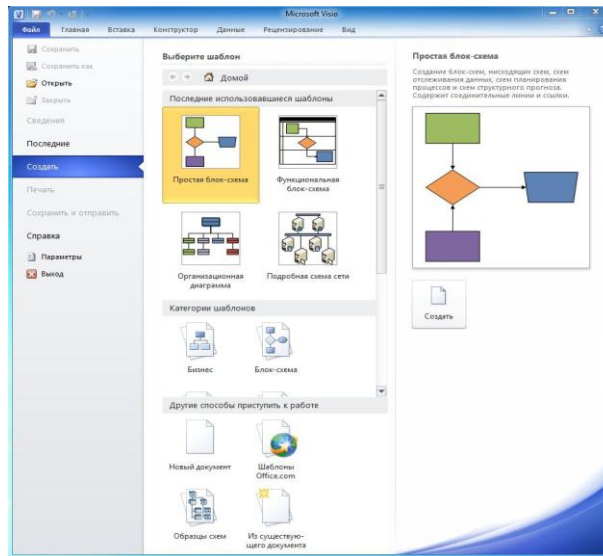 Microsoft Visio
Файл Главная Вставка Конструктор Данные Рецензирование Вид
Сохранить
Сохранить как
Открыть
Закрыть
Сведения
Последние
Создать
Печать
Сохранить и отправить
Справка
Параметры
Выход
Выберите шаблон
Домой
Последние использовавшиеся шаблоны
Простая блок-схема
Функциональная
блок-схема
Организационная
диаграмма
Подробная схема сети
Категории шаблонов
Бизнес
Блок-схема
Другие способы приступить к работе
Новый документ
Шаблоны
Office.com
Образцы схем
Из существую-
щего документа
Простая блок-схема
Создание блок-схем, нисходящих схем, схем
отслеживания данных, схем планирования
процессов и схем структурного прогноза.
Содержит соединительные линии и ссылки.
Создать